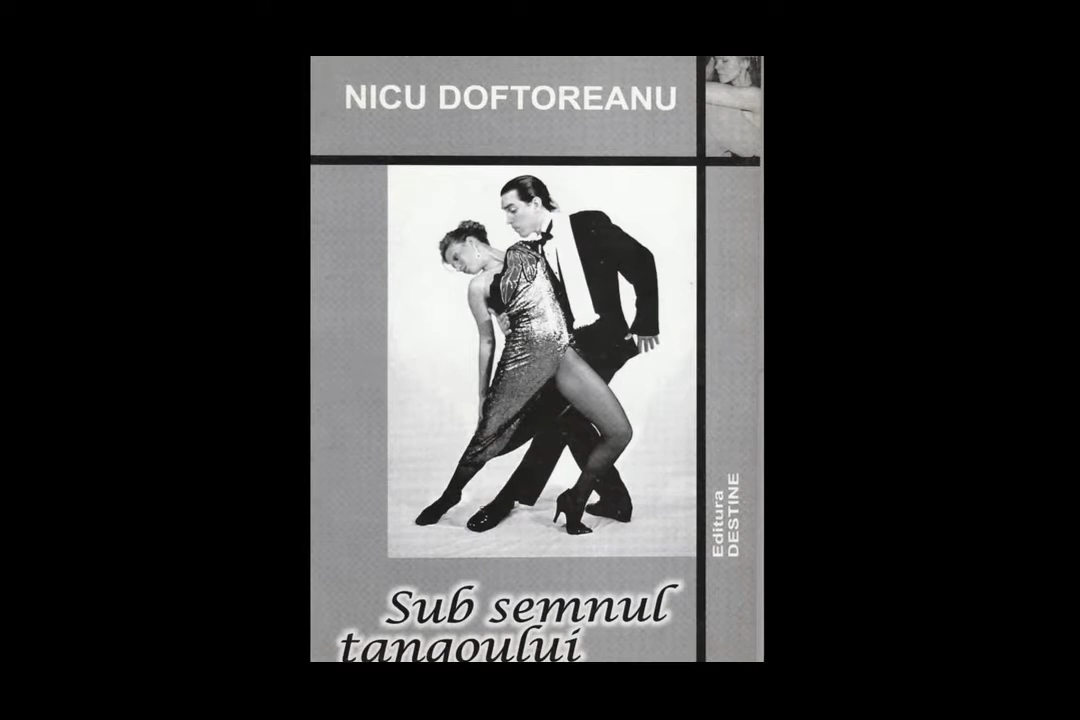 NICU DOFTOREANU
Editura
DESTINE
Sub semnul
tangoului